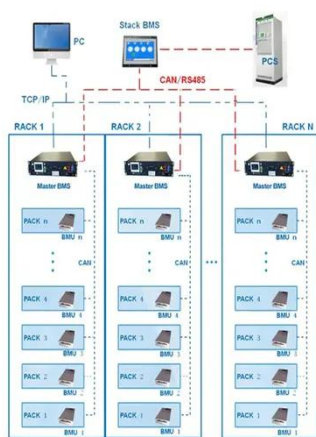 PC
Stack BMS
PCS
CAN/RS485
TCP/IP
RACK 1
RACK 2
RACK N
Master BMS
Master BMS
Master BMS
PACK n
BMU n
CAN
PACK 4
BMU 4
PACK 3
BMU 3
PACK 2
BMU 2
PACK 1
BMU 1
PACK n
BMU n
CAN
PACK 4
BMU 4
PACK 3
BMU 3
PACK 2
BMU 2
PACK 1
BMU 1
PACK n
BMU n
CAN
PACK 4
BMU 4
PACK 3
BMU 3
PACK 2
BMU 2
PACK 1
BMU 1